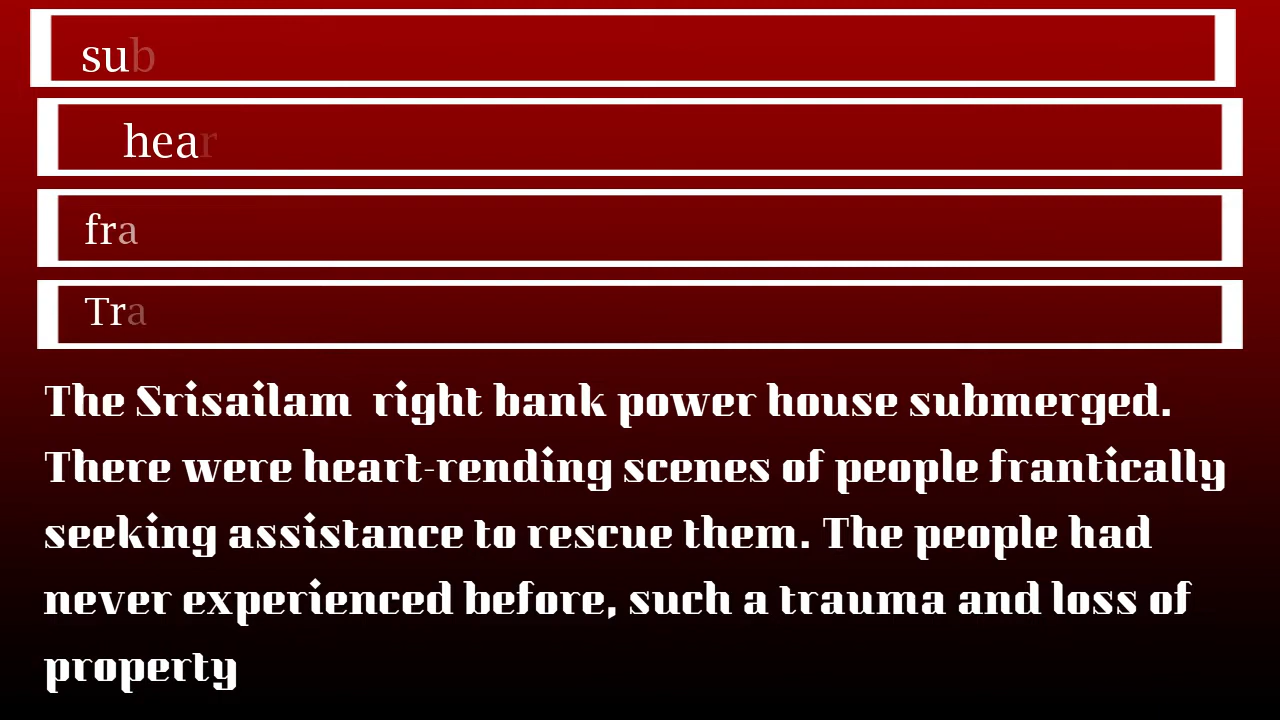 sub
hear
fra
Tra
The Srisailam right bank power house submerged.
There were heart-rending scenes of people frantically
seeking assistance to rescue them. The people had
never experienced before, such a trauma and loss of
property